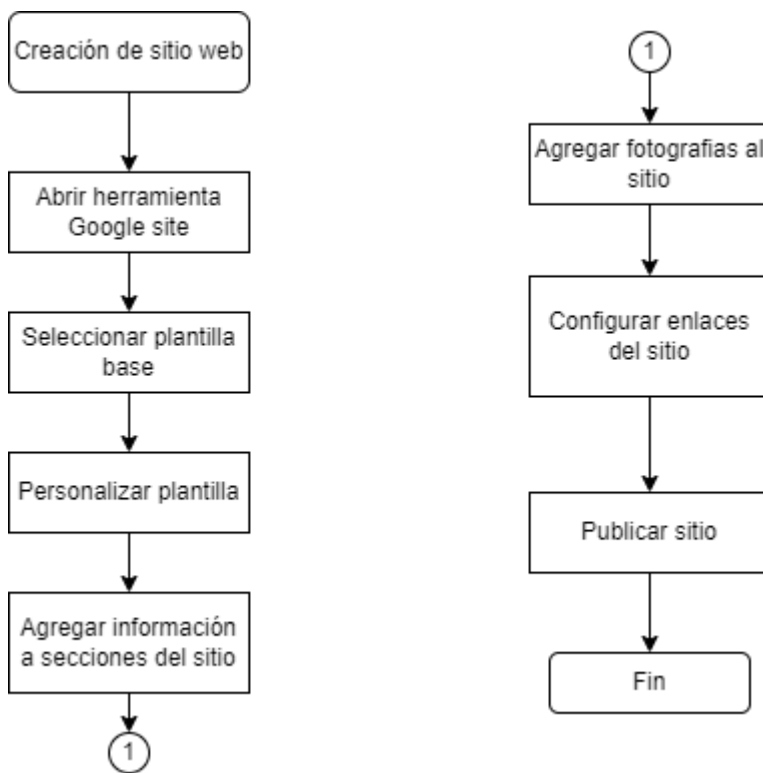 Creación de sitio web
Abrir herramienta
Google site
Seleccionar plantilla
base
Personalizar plantilla
Agregar información
a secciones del sitio
1
1
Agregar fotografias al
sitio
Configurar enlaces
del sitio
Publicar sitio
Fin